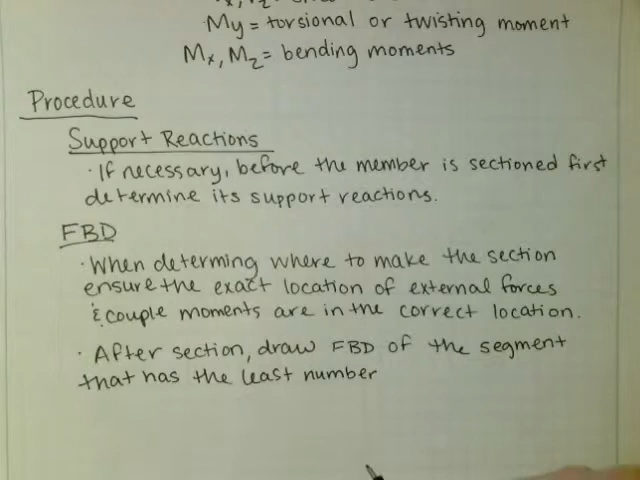 My = torsional or twisting moment
Mx, Mz = bending moments
Procedure
Support Reactions
· If necessary, before the member is sectioned first
determine its support reactions.
FBD
· When determining where to make the section
ensure the exact location of external forces
& couple moments are in the correct location.
· After section, draw FBD of the segment
that has the least number